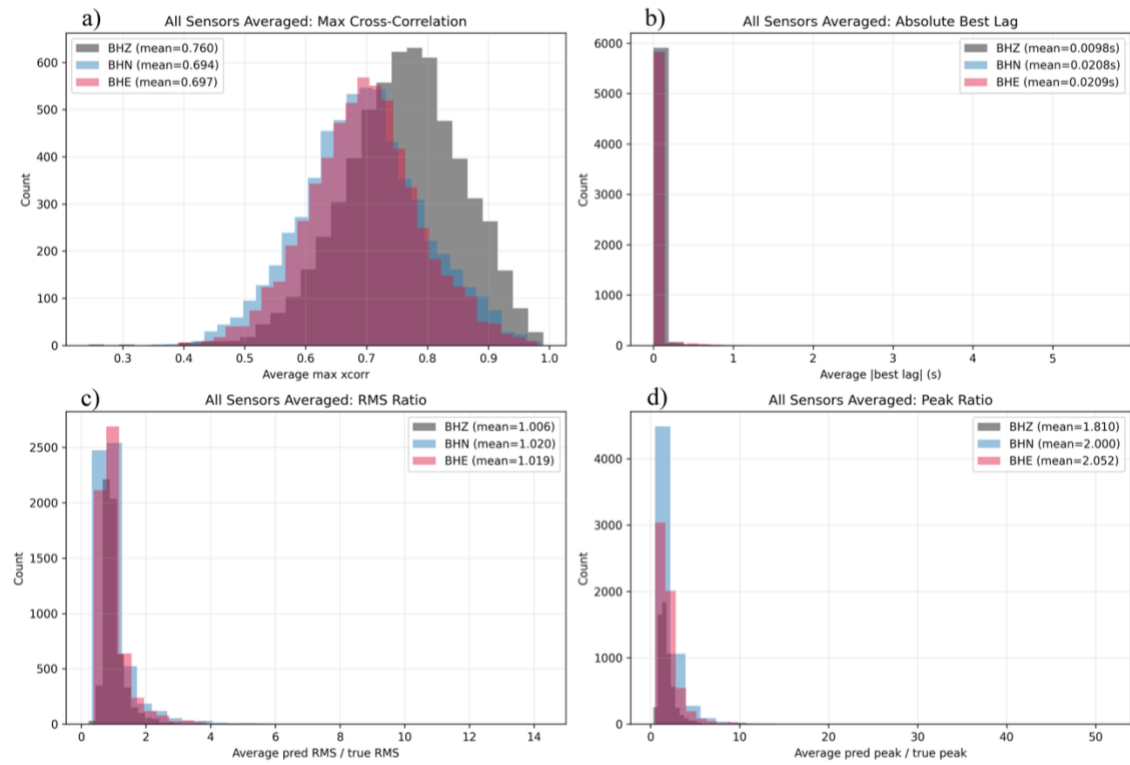 a) All Sensors Averaged: Max Cross-Correlation
BHZ (mean=0.760)
BHN (mean=0.694)
BHE (mean=0.697)
600
500
400
300
200
100
0
Count
0.3 0.4 0.5 0.6 0.7 0.8 0.9 1.0
Average max xcorr
b) All Sensors Averaged: Absolute Best Lag
BHZ (mean=0.0098s)
BHN (mean=0.0208s)
BHE (mean=0.0209s)
6000
5000
4000
3000
2000
1000
0
Count
0 1 2 3 4 5
Average |best lag| (s)
c) All Sensors Averaged: RMS Ratio
BHZ (mean=1.006)
BHN (mean=1.020)
BHE (mean=1.019)
2500
2000
1500
1000
500
0
Count
0 2 4 6 8 10 12 14
Average pred RMS / true RMS
d) All Sensors Averaged: Peak Ratio
BHZ (mean=1.810)
BHN (mean=2.000)
BHE (mean=2.052)
4000
3000
2000
1000
0
Count
0 10 20 30 40 50
Average pred peak / true peak